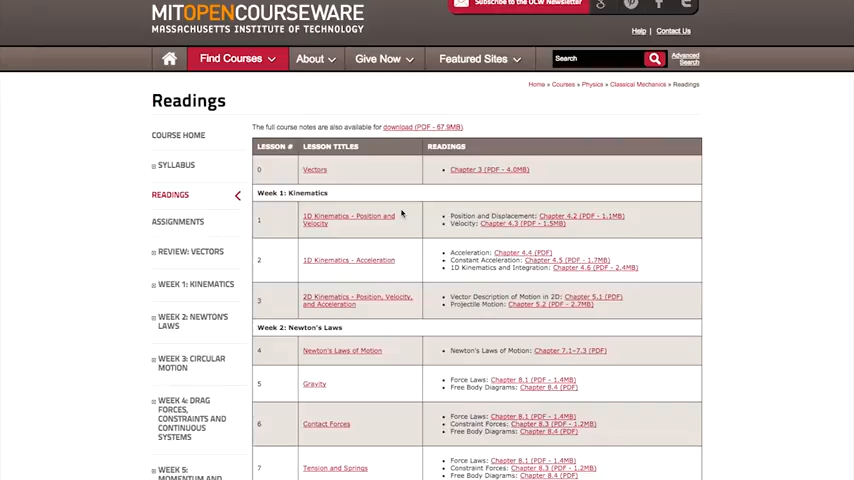 MITOPENCOURSEWARE
MASSACHUSETTS INSTITUTE OF TECHNOLOGY
Subscribe to the OCW Newsletter
Help | Contact Us
Find Courses
About
Give Now
Featured Sites
Search
Advanced
Search
Home » Courses » Physics » Classical Mechanics » Readings
Readings
COURSE HOME
SYLLABUS
READINGS
ASSIGNMENTS
REVIEW: VECTORS
WEEK 1: KINEMATICS
WEEK 2: NEWTON'S
LAWS
WEEK 3: CIRCULAR
MOTION
WEEK 4: DRAG
FORCES,
CONSTRAINTS AND
CONTINUOUS
SYSTEMS
WEEK 5:
MOMENTUM AND
The full course notes are also available for download (PDF - 67.9MB).
LESSON # LESSON TITLES READINGS
0 Vectors • Chapter 3 (PDF - 4.0MB)
Week 1: Kinematics
1 1D Kinematics - Position and Velocity
• Position and Displacement: Chapter 4.2 (PDF - 1.1MB)
• Velocity: Chapter 4.3 (PDF - 1.5MB)
2 1D Kinematics - Acceleration
• Acceleration: Chapter 4.4 (PDF)
• Constant Acceleration: Chapter 4.5 (PDF - 1.7MB)
• 1D Kinematics and Integration: Chapter 4.6 (PDF - 2.4MB)
3 2D Kinematics - Position, Velocity, and Acceleration
• Vector Description of Motion in 2D: Chapter 5.1 (PDF)
• Projectile Motion: Chapter 5.2 (PDF - 2.7MB)
Week 2: Newton's Laws
4 Newton's Laws of Motion • Newton's Laws of Motion: Chapter 7.1-7.3 (PDF)
5 Gravity
• Force Laws: Chapter 8.1 (PDF - 1.4MB)
• Free Body Diagrams: Chapter 8.4 (PDF)
6 Contact Forces
• Force Laws: Chapter 8.1 (PDF - 1.4MB)
• Constraint Forces: Chapter 8.3 (PDF - 1.2MB)
• Free Body Diagrams: Chapter 8.4 (PDF)
7 Tension and Springs
• Force Laws: Chapter 8.1 (PDF - 1.4MB)
• Constraint Forces: Chapter 8.3 (PDF - 1.2MB)
• Free Body Diagrams: Chapter 8.4 (PDF)